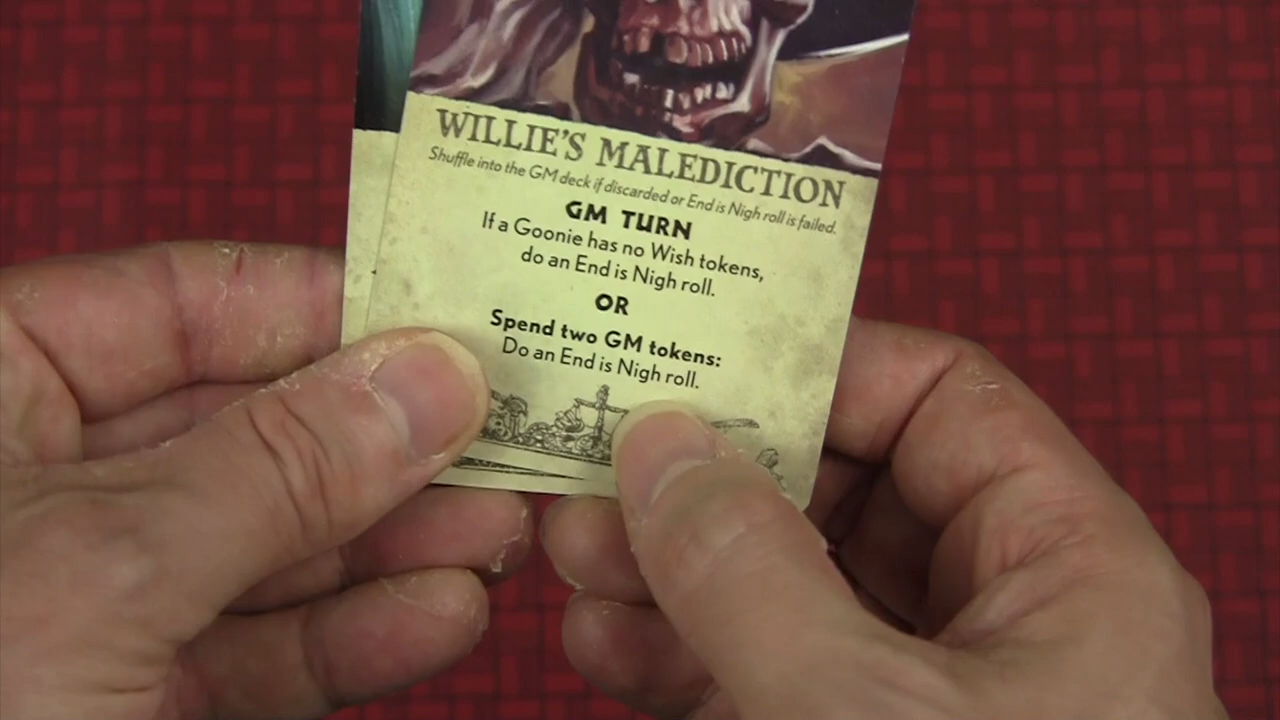 WILLIE'S MALEDICTION
Shuffle into the GM deck if discarded or End is Nigh roll is failed.
GM TURN
If a Goonie has no Wish tokens,
do an End is Nigh roll.
OR
Spend two GM tokens:
Do an End is Nigh roll.